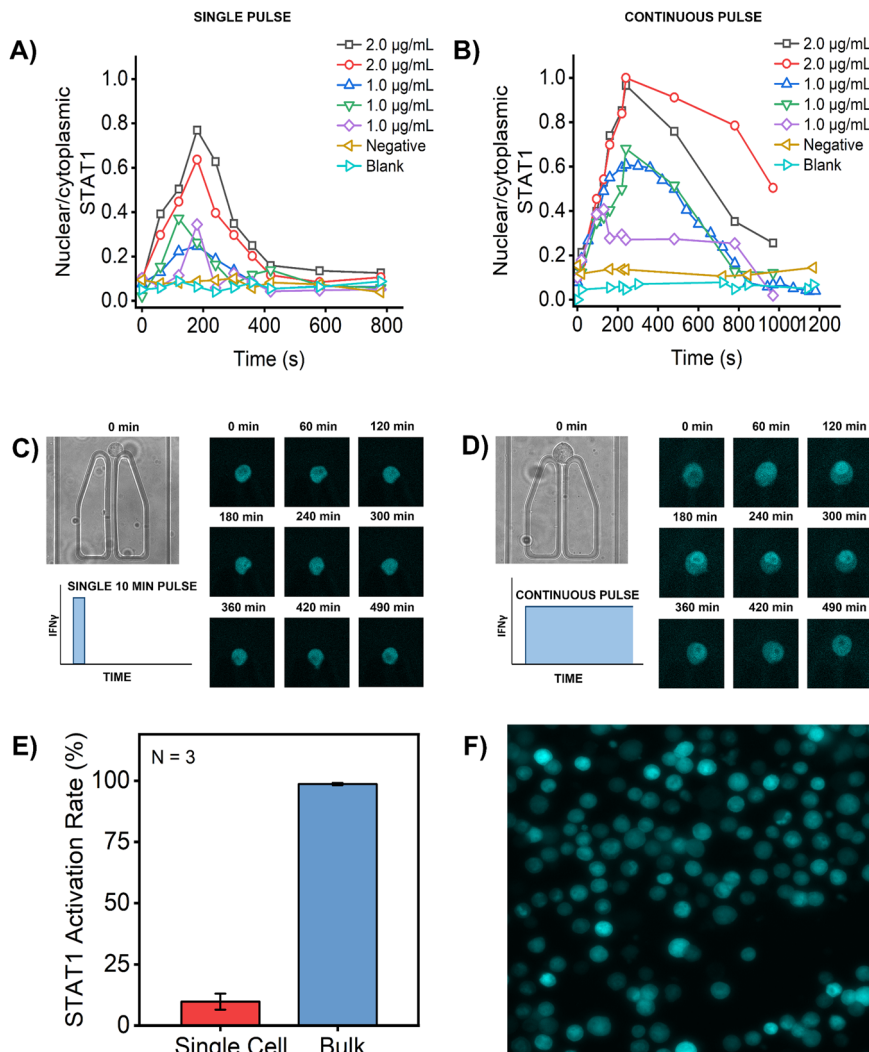 SINGLE PULSE
A)
Nuclear/cytoplasmic
STAT1
1.0
0.8
0.6
0.4
0.2
0.0
0
200
400
600
800
Time (s)
2.0 µg/mL
2.0 µg/mL
1.0 µg/mL
1.0 µg/mL
1.0 µg/mL
Negative
Blank
CONTINUOUS PULSE
B)
Nuclear/cytoplasmic
STAT1
1.0
0.8
0.6
0.4
0.2
0.0
0
200
400
600
800
1000
1200
Time (s)
2.0 µg/mL
2.0 µg/mL
1.0 µg/mL
1.0 µg/mL
1.0 µg/mL
Negative
Blank
C)
0 min
0 min
60 min
120 min
180 min
240 min
300 min
360 min
420 min
490 min
SINGLE 10 MIN PULSE
IFNγ
TIME
D)
0 min
0 min
60 min
120 min
180 min
240 min
300 min
360 min
420 min
490 min
CONTINUOUS PULSE
IFNγ
TIME
E)
STAT1 Activation Rate (%)
N = 3
100
75
50
25
0
Single Cell
Bulk
F)